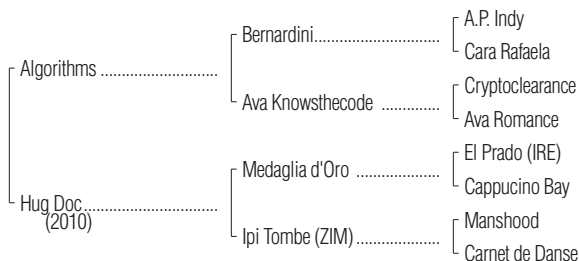 A.P. Indy
Bernardini
Cara Rafaela
Algorithms
Cryptoclearance
Ava Knowsthecode
Ava Romance
El Prado (IRE)
Medaglia d'Oro
Cappucino Bay
Hug Doc
(2010)
Manshood
Ipi Tombe (ZIM)
Carnet de Danse